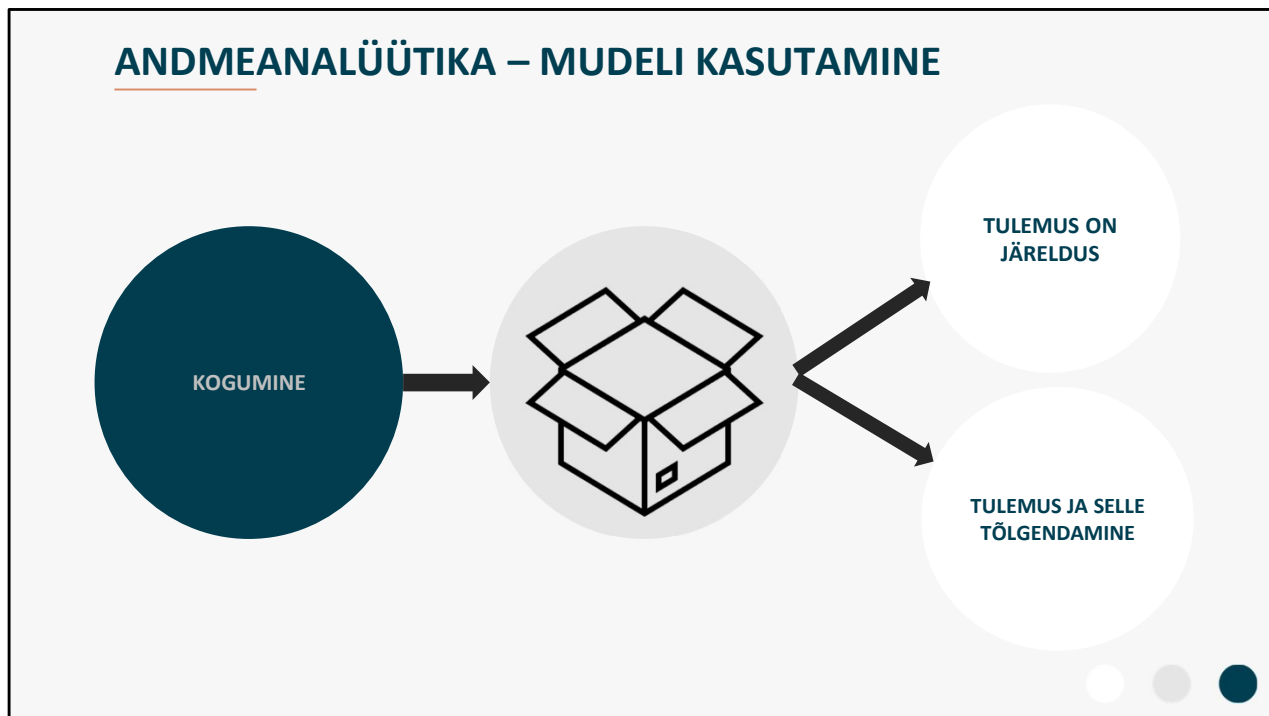 ANDMEANALÜÜTIKA – MUDELI KASUTAMINE
KOGUMINE
TULEMUS ON
JÄRELDUS
TULEMUS JA SELLE
TÕLGENDAMINE